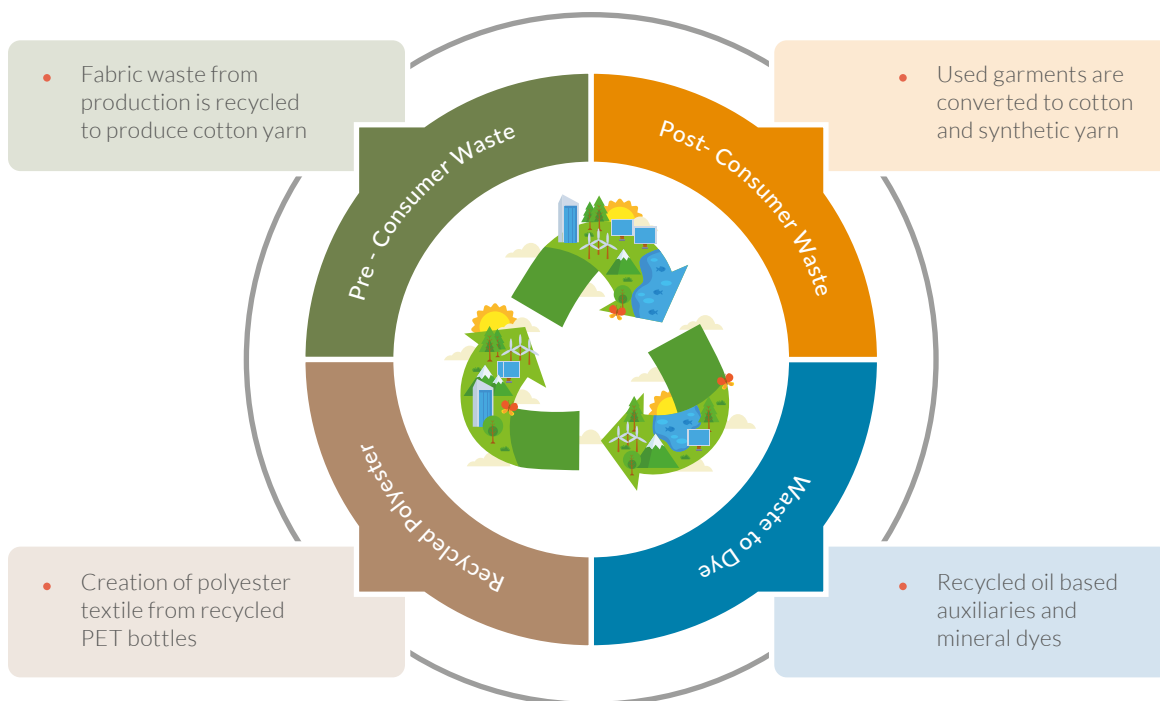 Fabric waste from
production is recycled
to produce cotton yarn
Used garments are
converted to cotton
and synthetic yarn
Pre - Consumer Waste
Post- Consumer Waste
Recycled Polyester
Waste to Dye
Creation of polyester
textile from recycled
PET bottles
Recycled oil based
auxiliaries and
mineral dyes